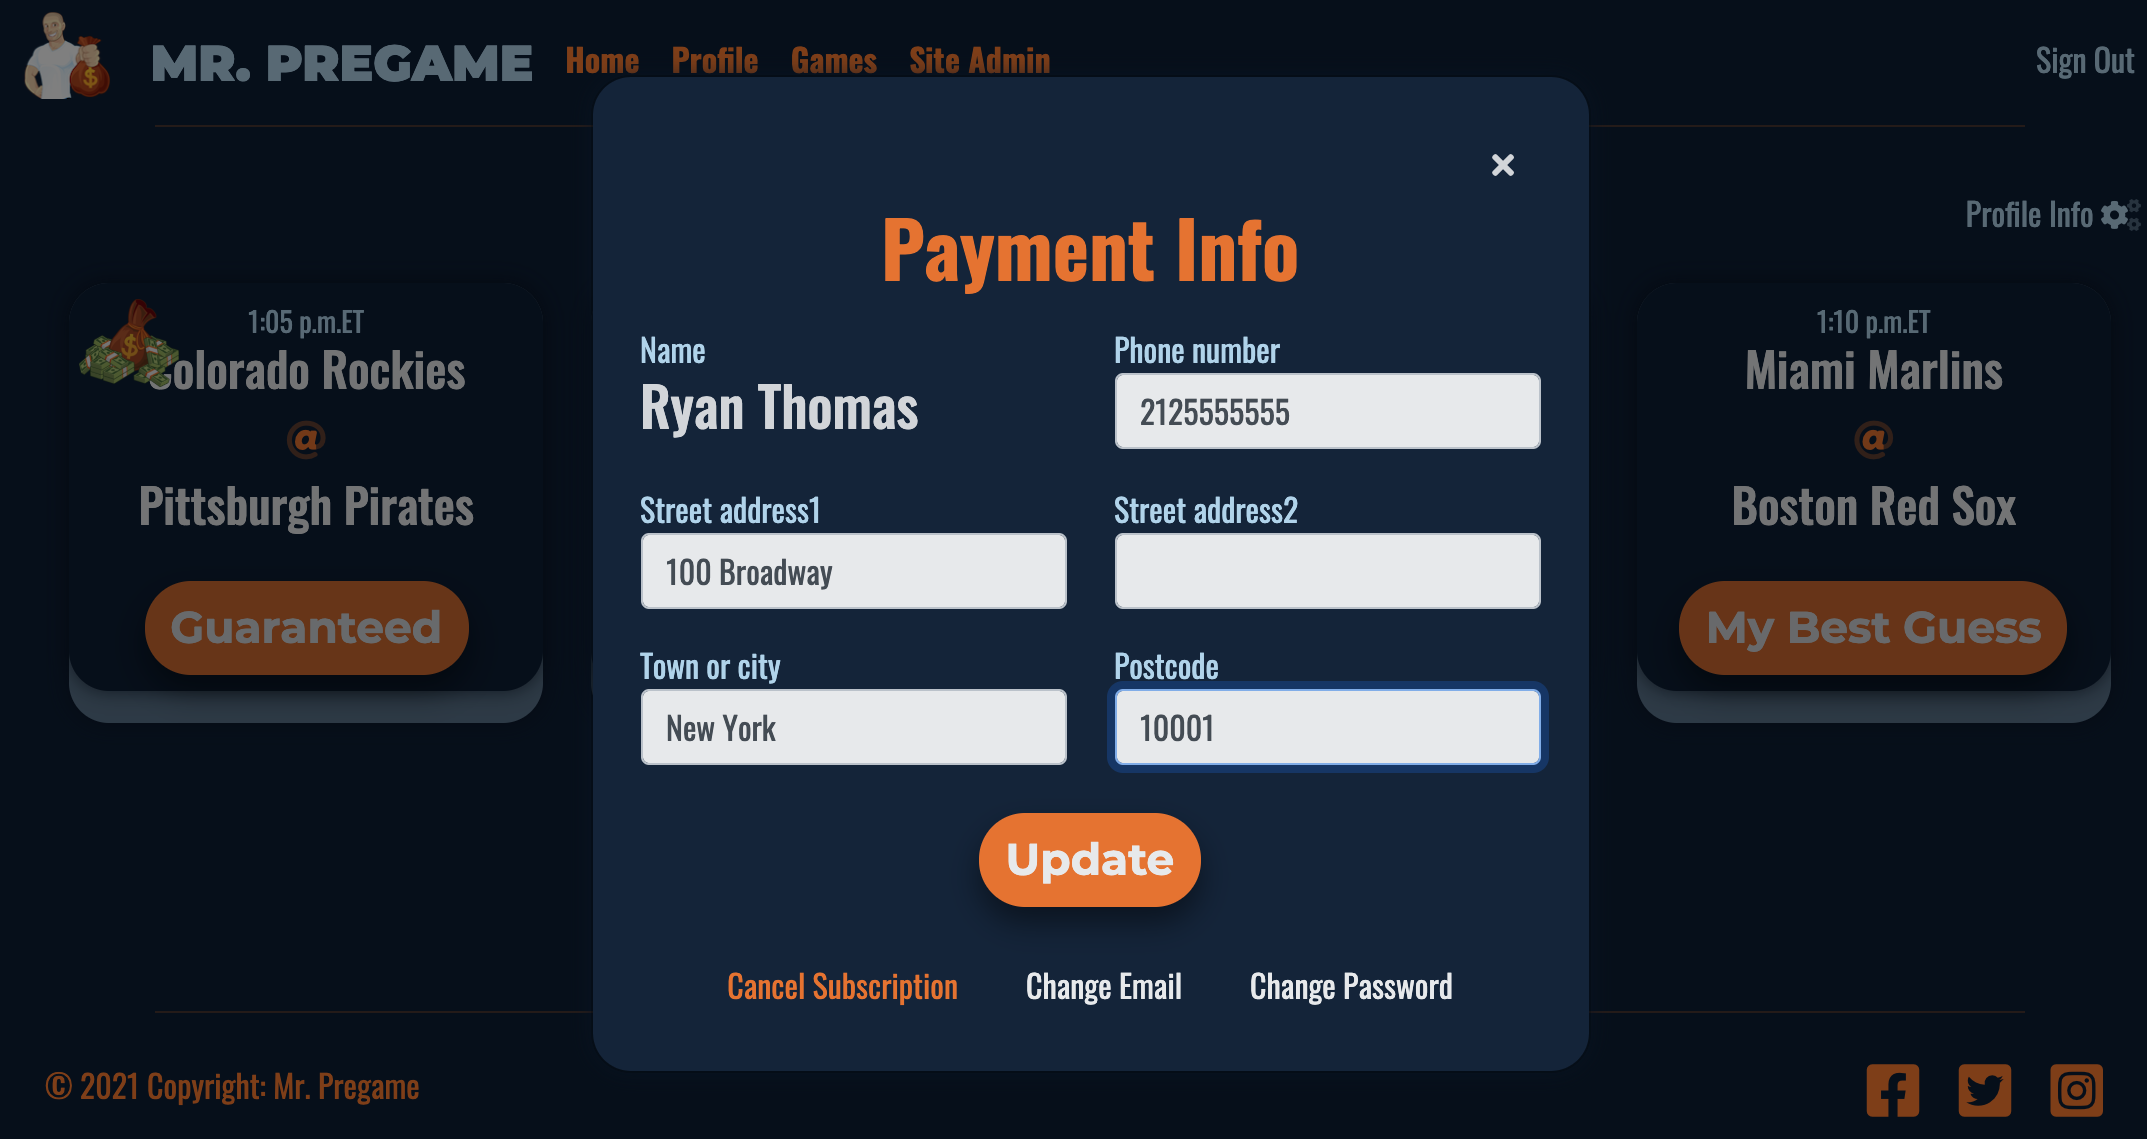 MR. PREGAME
Home Profile Games Site Admin
Sign Out
Profile Info
1:05 p.m.ET
Colorado Rockies
@
Pittsburgh Pirates
Guaranteed
Payment Info
Name
Ryan Thomas
Phone number
2125555555
Street address1
100 Broadway
Street address2
Town or city
New York
Postcode
10001
Update
Cancel Subscription Change Email Change Password
1:10 p.m.ET
Miami Marlins
@
Boston Red Sox
My Best Guess
© 2021 Copyright: Mr. Pregame